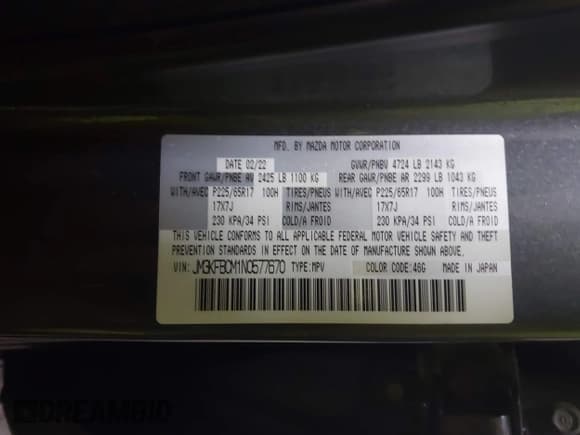 MFD. BY MAZDA MOTOR CORPORATION
DATE 02/22 GVWR/PNBV 4724 LB 2143 KG
FRONT GAWR/PNBE AV 2425 LB 1100 KG REAR GAWR/PNBE AR 2299 LB 1043 KG
WITH/AVEC P225/65R17 100H TIRES/PNEUS WITH/AVEC P225/65R17 100H TIRES/PNEUS
17X7J RIMS/JANTES 17X7J RIMS/JANTES
230 KPA/34 PSI COLD/A FROID 230 KPA/34 PSI COLD/A FROID
THIS VEHICLE CONFORMS TO ALL APPLICABLE FEDERAL MOTOR VEHICLE SAFETY AND THEFT
PREVENTION STANDARDS IN EFFECT ON THE DATE OF MANUFACTURE SHOWN ABOVE.
VIN: JM3KFBCM1N0577670 TYPE:MPV COLOR CODE:46G MADE IN JAPAN
DREAMBID